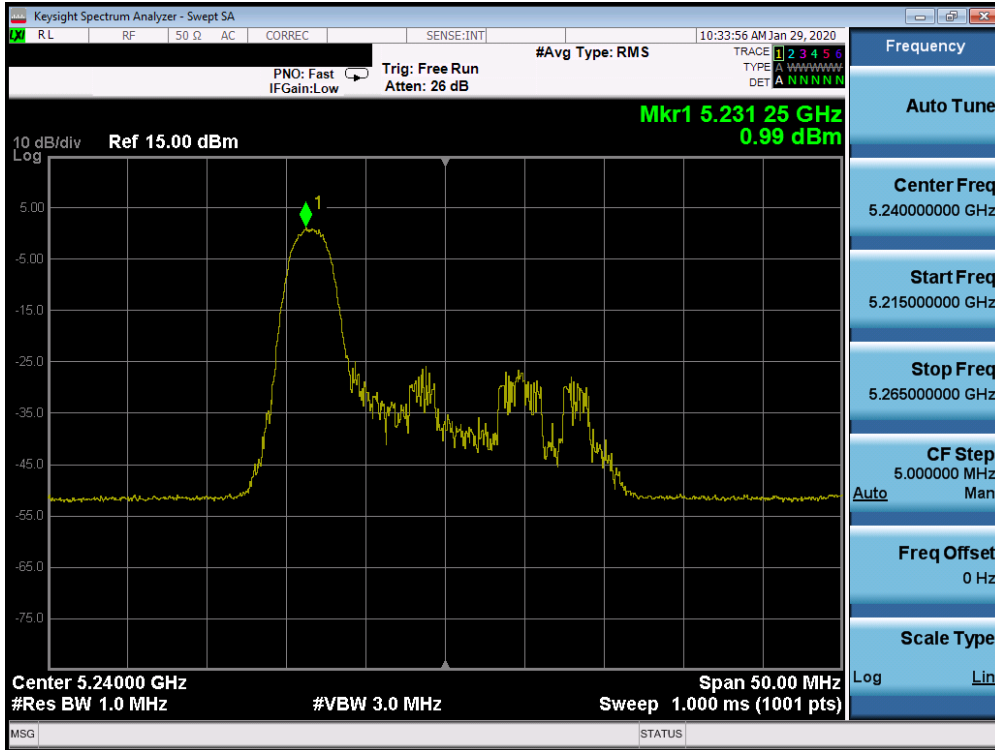 Keysight Spectrum Analyzer - Swept SA
LXI RL RF 50 Ω AC CORREC SENSE:INT 10:33:56 AM Jan 29, 2020
#Avg Type: RMS
TRACE 1 2 3 4 5 6
TYPE A WWWWW
DET A N N N N N
PNO: Fast
IFGain:Low
Trig: Free Run
Atten: 26 dB
Frequency
Auto Tune
Center Freq
5.240000000 GHz
Start Freq
5.215000000 GHz
Stop Freq
5.265000000 GHz
CF Step
5.000000 MHz
Auto Man
Freq Offset
0 Hz
Scale Type
Log Lin
Mkr1 5.231 25 GHz
0.99 dBm
10 dB/div Ref 15.00 dBm
Log
1
5.00
-5.00
-15.0
-25.0
-35.0
-45.0
-55.0
-65.0
-75.0
Center 5.24000 GHz Span 50.00 MHz
#Res BW 1.0 MHz #VBW 3.0 MHz Sweep 1.000 ms (1001 pts)
MSG STATUS